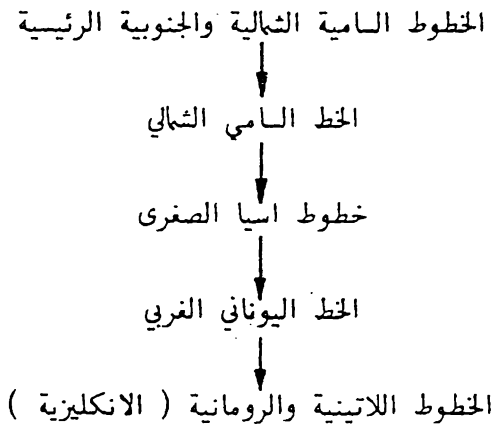 الخطوط السامية الشمالية والجنوبية الرئيسية
الخط السامي الشمالي
خطوط اسيا الصغرى
الخط اليوناني الغربي
الخطوط اللاتينية والرومانية ( الانكليزية )